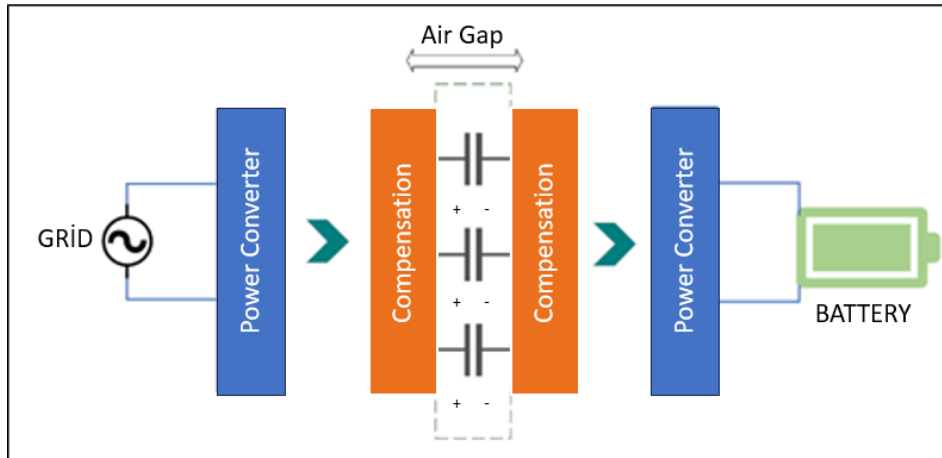 Air Gap
GRİD
Power Converter
Compensation
+ -
+ -
+ -
Compensation
Power Converter
BATTERY